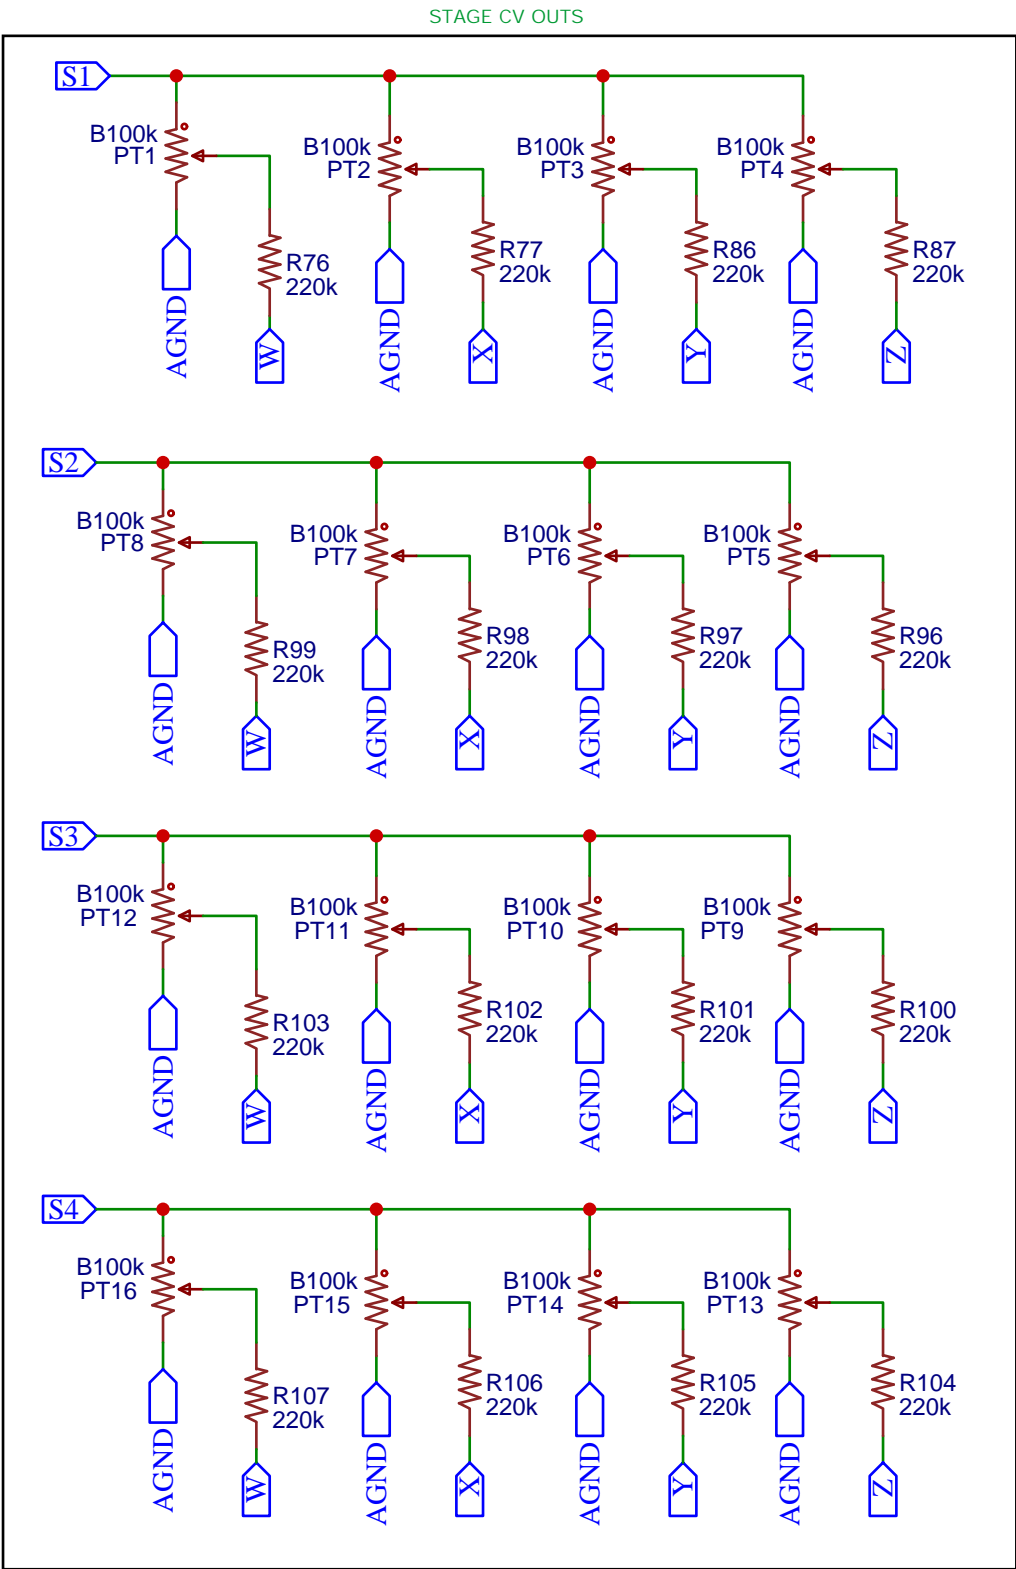 STAGE CV OUTS
S1
B100k
PT1
B100k
PT2
B100k
PT3
B100k
PT4
R76
220k
R77
220k
R86
220k
R87
220k
AGND
W
AGND
X
AGND
Y
AGND
Z
S2
B100k
PT8
B100k
PT7
B100k
PT6
B100k
PT5
R99
220k
R98
220k
R97
220k
R96
220k
AGND
W
AGND
X
AGND
Y
AGND
Z
S3
B100k
PT12
B100k
PT11
B100k
PT10
B100k
PT9
R103
220k
R102
220k
R101
220k
R100
220k
AGND
W
AGND
X
AGND
Y
AGND
Z
S4
B100k
PT16
B100k
PT15
B100k
PT14
B100k
PT13
R107
220k
R106
220k
R105
220k
R104
220k
AGND
W
AGND
X
AGND
Y
AGND
Z